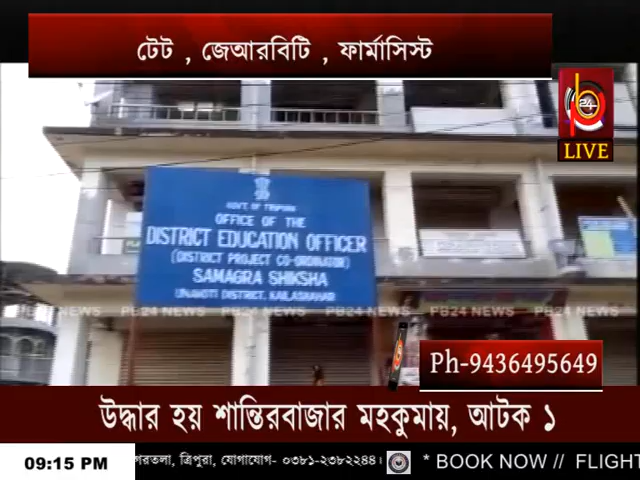 টেট , জেআরবিটি , ফার্মাসিস্ট
24
LIVE
GOVT. OF TRIPURA
OFFICE OF THE
DISTRICT EDUCATION OFFICER
(DISTRICT PROJECT CO-ORDINATOR)
SAMAGRA SHIKSHA
UNAKOTI DISTRICT, KAILASHAHAR
PB24 NEWS PB24 NEWS PB24 NEWS PB24 NEWS PB24 NEWS
Ph-9436495649
উদ্ধার হয় শান্তিরবাজার মহকুমায়, আটক ১
09:15 PM
গরতলা, ত্রিপুরা, যোগাযোগ- ০৩৮১-২৩৮২২৪৪। * BOOK NOW // FLIGHT